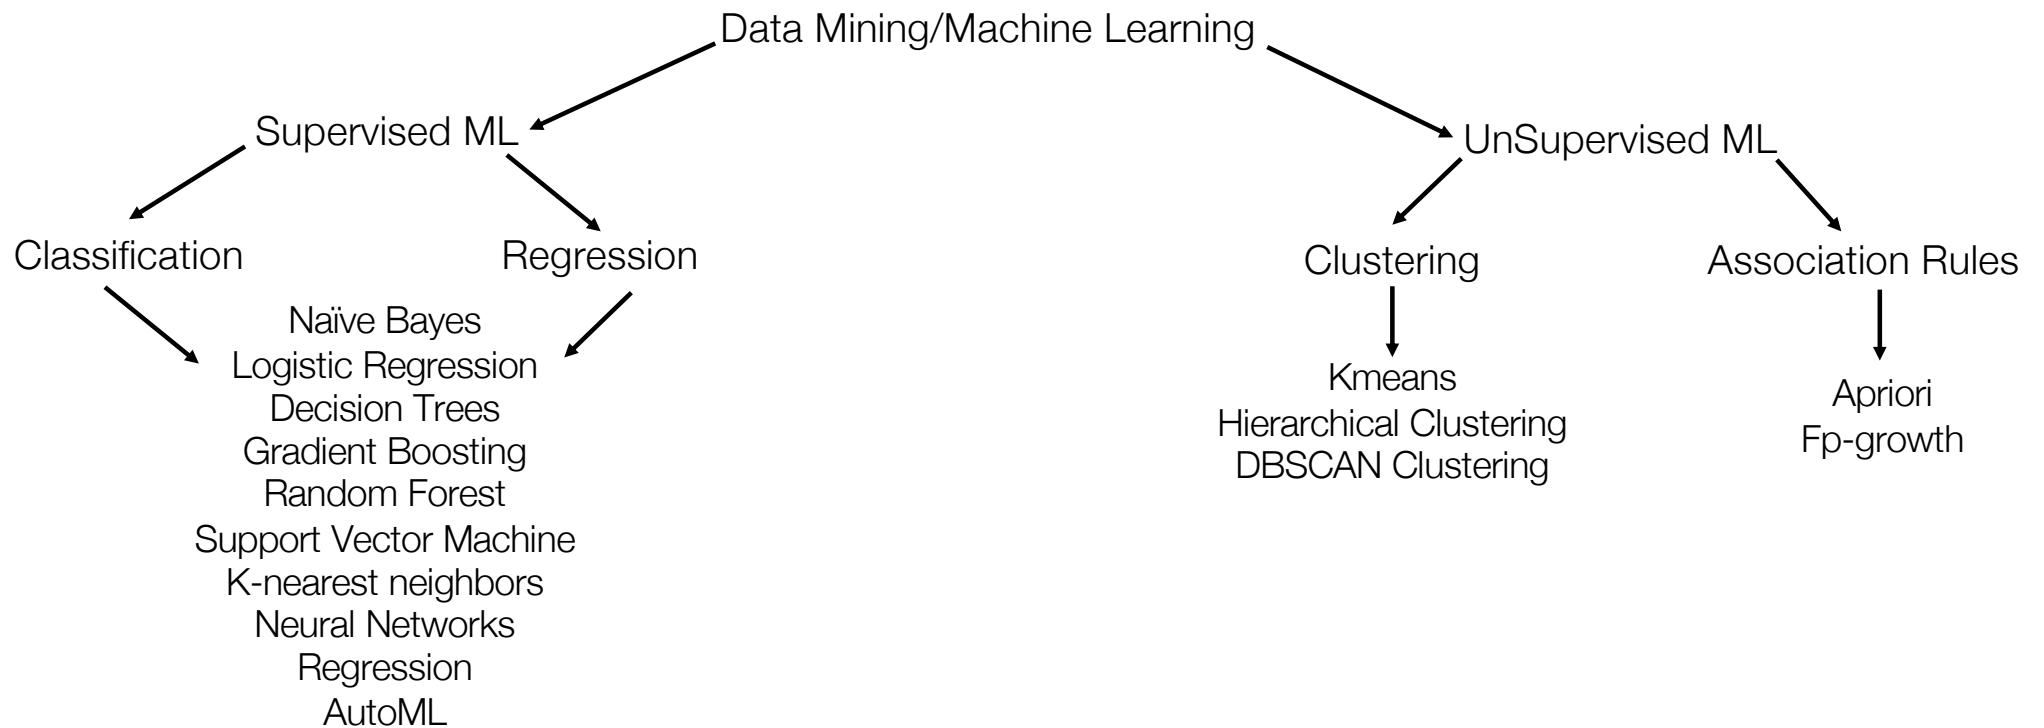 Data Mining/Machine Learning
Supervised ML
UnSupervised ML
Classification
Regression
Clustering
Association Rules
Naïve Bayes
Logistic Regression
Decision Trees
Gradient Boosting
Random Forest
Support Vector Machine
K-nearest neighbors
Neural Networks
Regression
AutoML
Kmeans
Hierarchical Clustering
DBSCAN Clustering
Apriori
Fp-growth